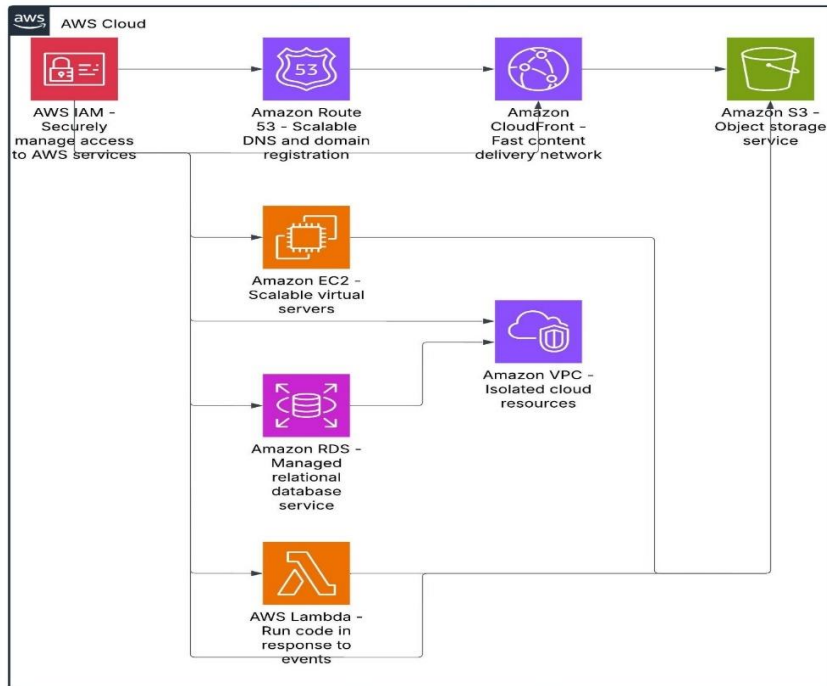 aws
AWS Cloud
AWS IAM -
Securely
manage access
to AWS services
53
Amazon Route
53 - Scalable
DNS and domain
registration
Amazon
CloudFront -
Fast content
delivery network
Amazon S3 -
Object storage
service
Amazon EC2 -
Scalable virtual
servers
Amazon VPC -
Isolated cloud
resources
Amazon RDS -
Managed
relational
database
service
AWS Lambda -
Run code in
response to
events